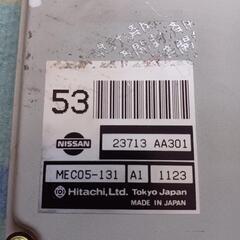 53
NISSAN
23713 AA301
MEC05-131 A1 1123
Hitachi, Ltd. Tokyo Japan
MADE IN JAPAN